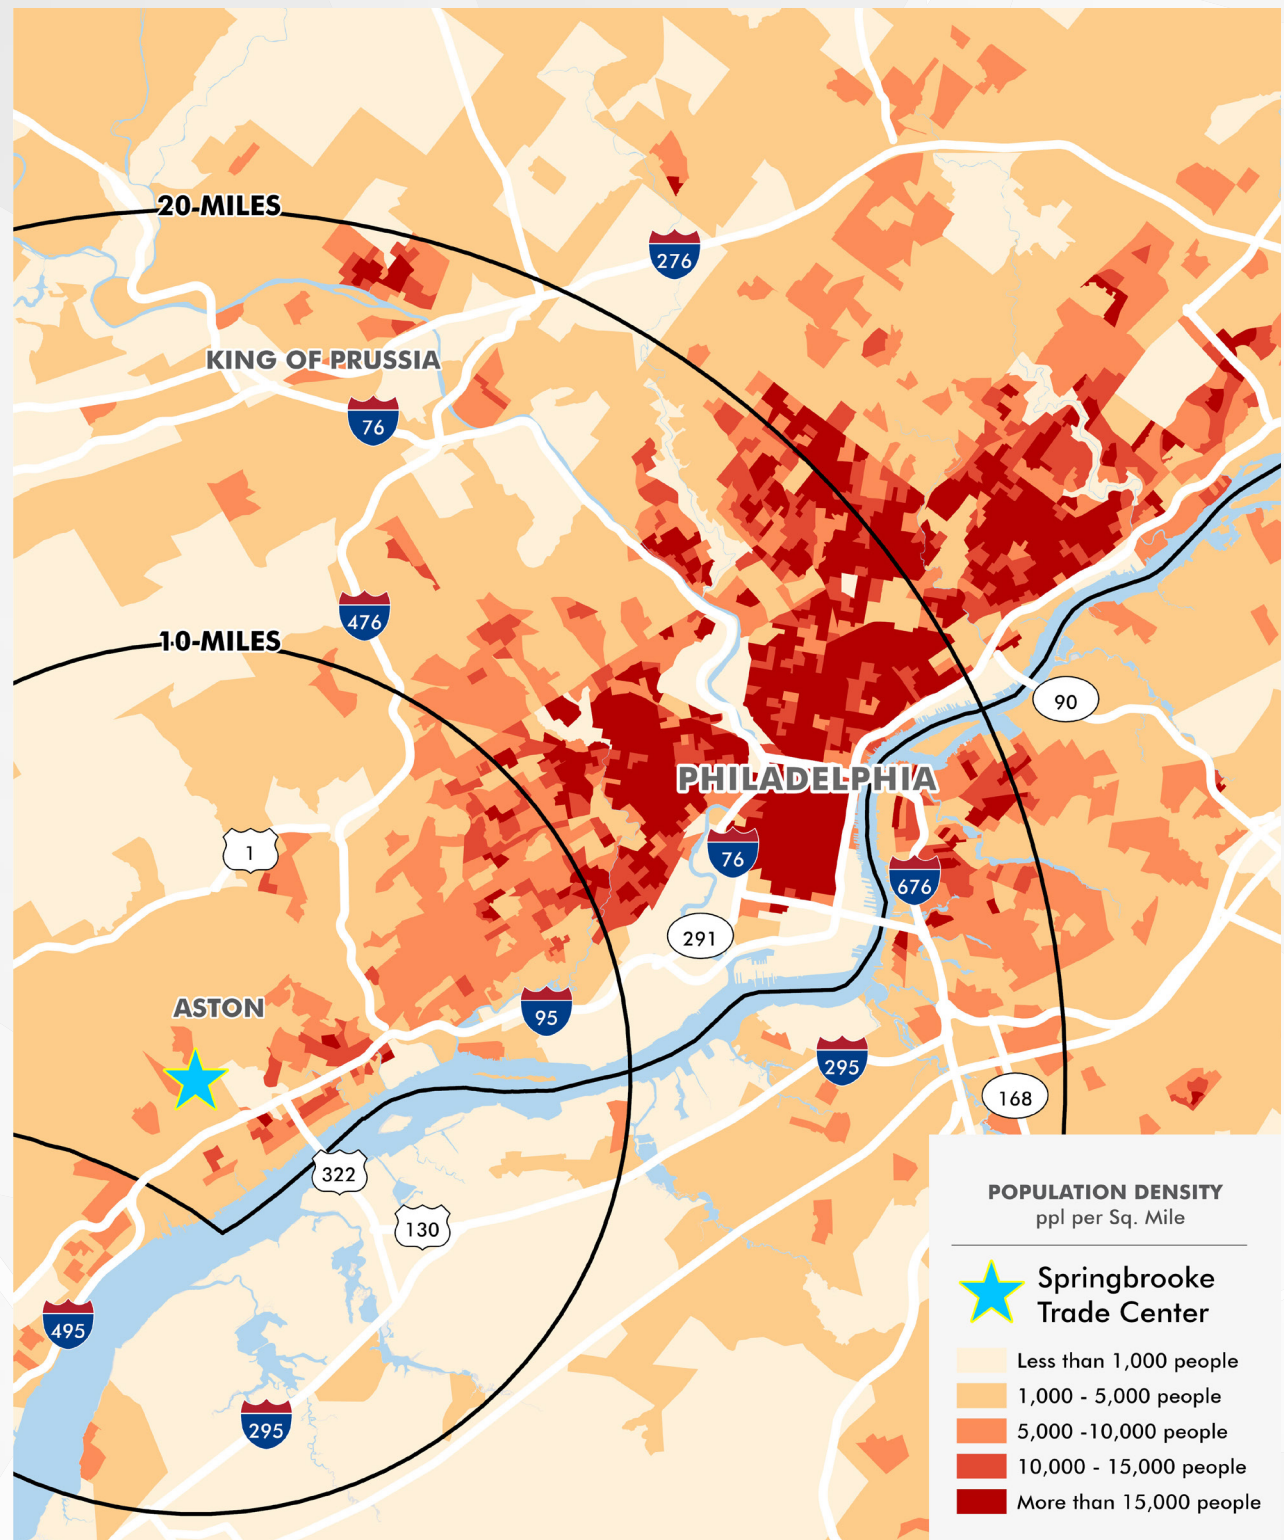 20-MILES
276
KING OF PRUSSIA
76
476
10-MILES
90
PHILADELPHIA
1
76
676
291
ASTON
95
295
168
322
130
495
295
POPULATION DENSITY
ppl per Sq. Mile
Springbrooke
Trade Center
Less than 1,000 people
1,000 - 5,000 people
5,000 -10,000 people
10,000 - 15,000 people
More than 15,000 people